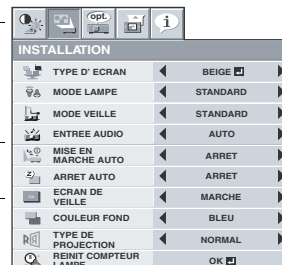 opt.
i
INSTALLATION
TYPE D' ECRAN BEIGE
MODE LAMPE STANDARD
MODE VEILLE STANDARD
ENTREE AUDIO AUTO
MISE EN
MARCHE AUTO ARRET
ARRET AUTO ARRET
ECRAN DE
VEILLE MARCHE
COULEUR FOND BLEU
TYPE DE
PROJECTION NORMAL
REINIT COMPTEUR
LAMPE OK